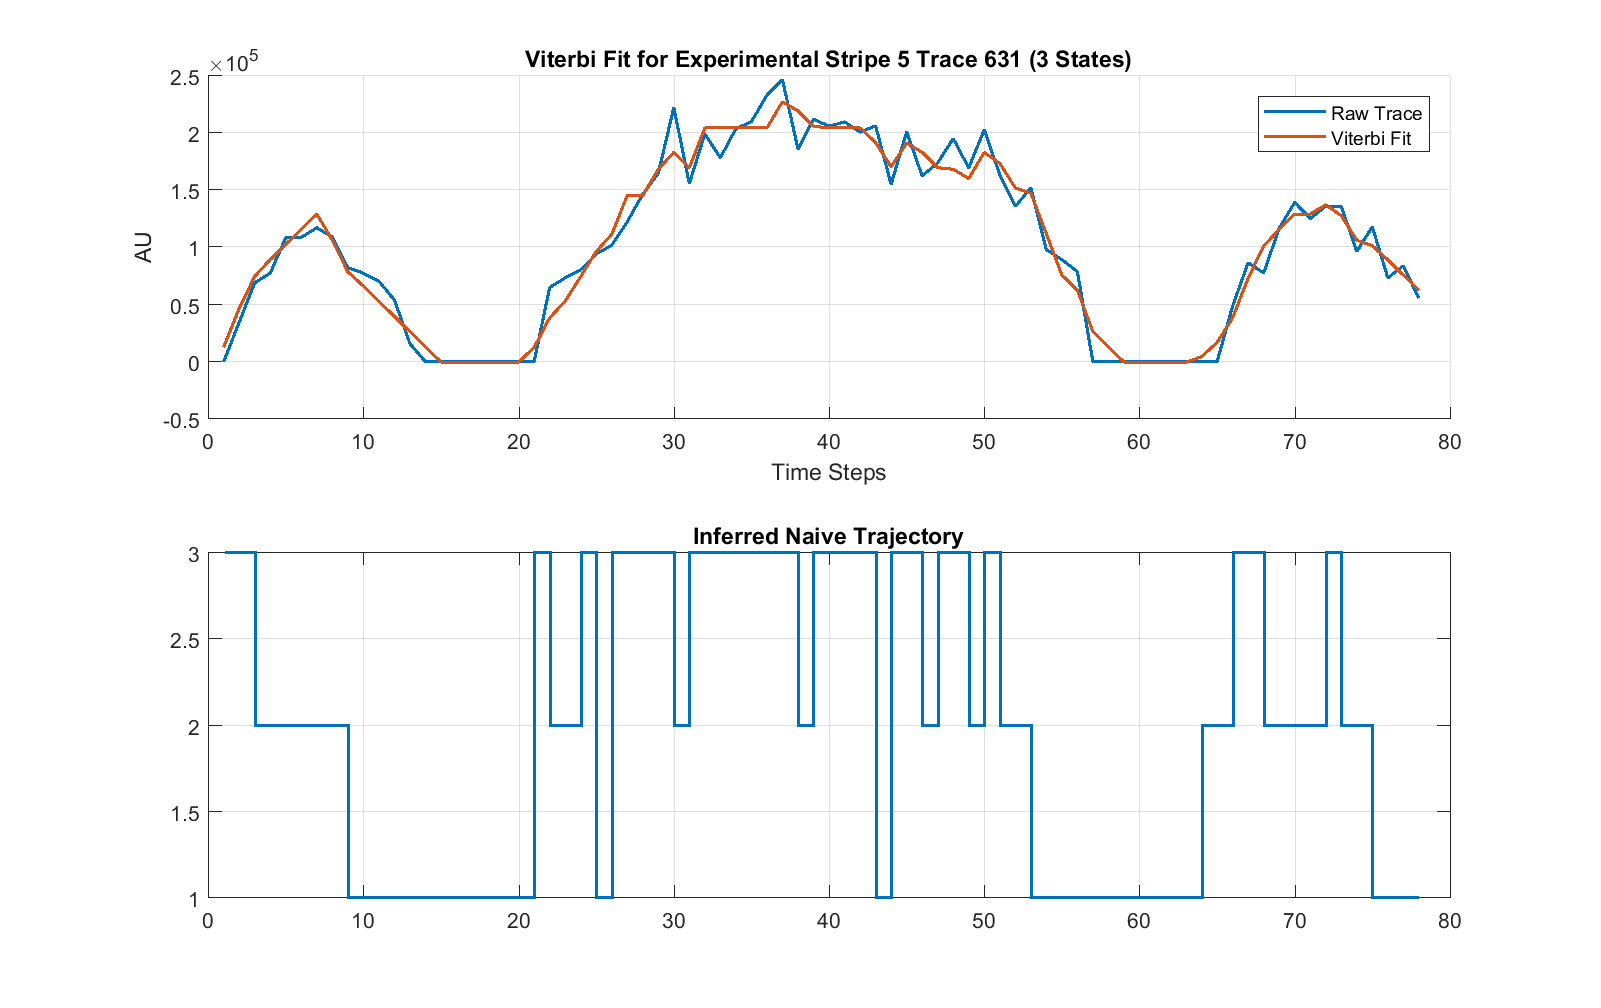 Viterbi Fit for Experimental Stripe 5 Trace 631 (3 States)
×10^5
2.5
2
1.5
1
0.5
0
-0.5
AU
Raw Trace
Viterbi Fit
0 10 20 30 40 50 60 70 80
Time Steps
Inferred Naive Trajectory
3
2.5
2
1.5
1
0 10 20 30 40 50 60 70 80